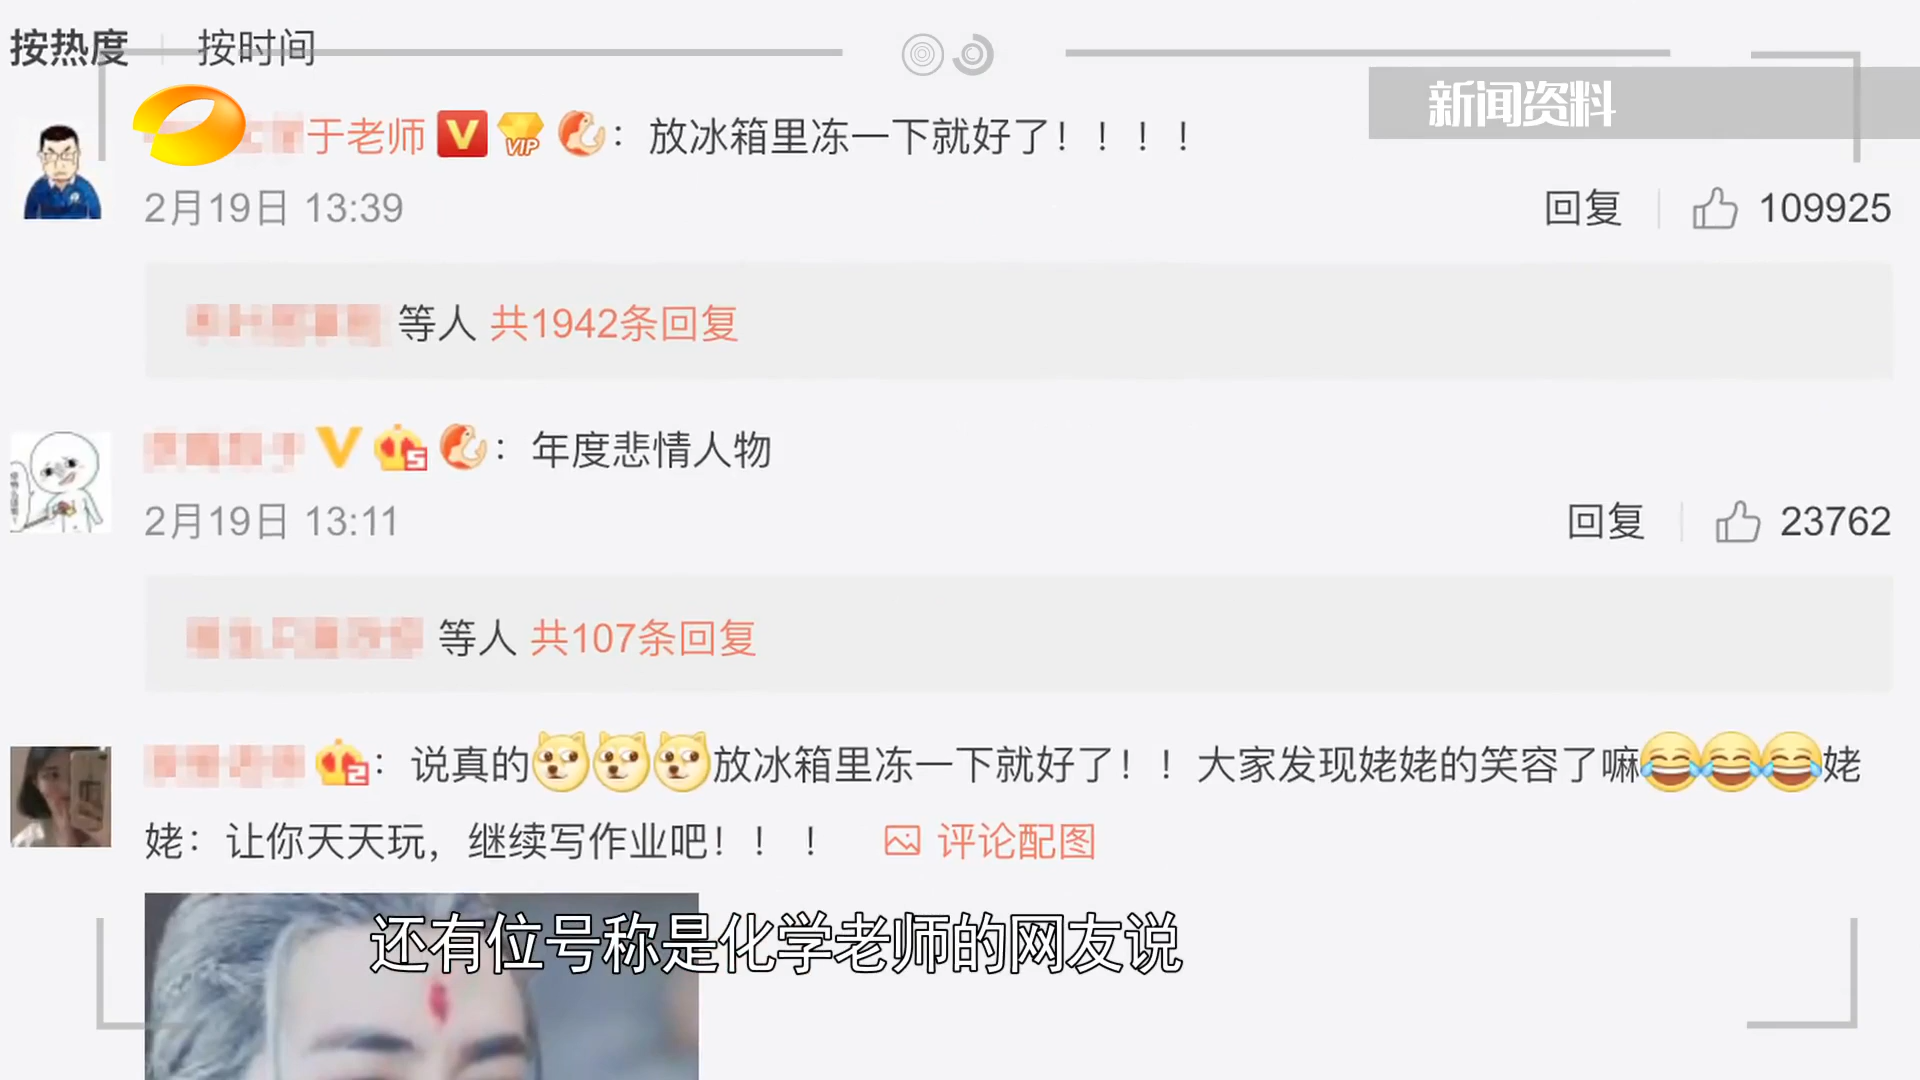 按热度 按时间
新闻资料
于老师 V VIP : 放冰箱里冻一下就好了！！！！
2月19日 13:39 回复 109925
等人 共1942条回复
V 5 : 年度悲情人物
2月19日 13:11 回复 23762
等人 共107条回复
2 : 说真的放冰箱里冻一下就好了！！大家发现姥姥的笑容了嘛姥
姥：让你天天玩，继续写作业吧！！！ 评论配图
还有位号称是化学老师的网友说